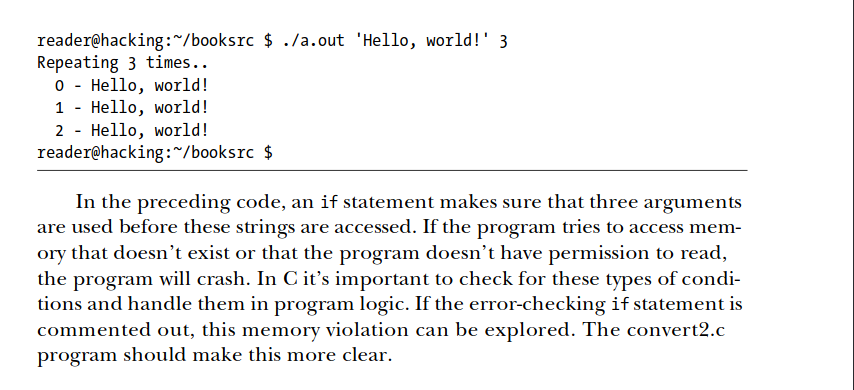 reader@hacking:~/booksrc $ ./a.out 'Hello, world!' 3
Repeating 3 times..
  0 - Hello, world!
  1 - Hello, world!
  2 - Hello, world!
reader@hacking:~/booksrc $
In the preceding code, an if statement makes sure that three arguments
are used before these strings are accessed. If the program tries to access mem-
ory that doesn’t exist or that the program doesn’t have permission to read,
the program will crash. In C it’s important to check for these types of condi-
tions and handle them in program logic. If the error-checking if statement is
commented out, this memory violation can be explored. The convert2.c
program should make this more clear.